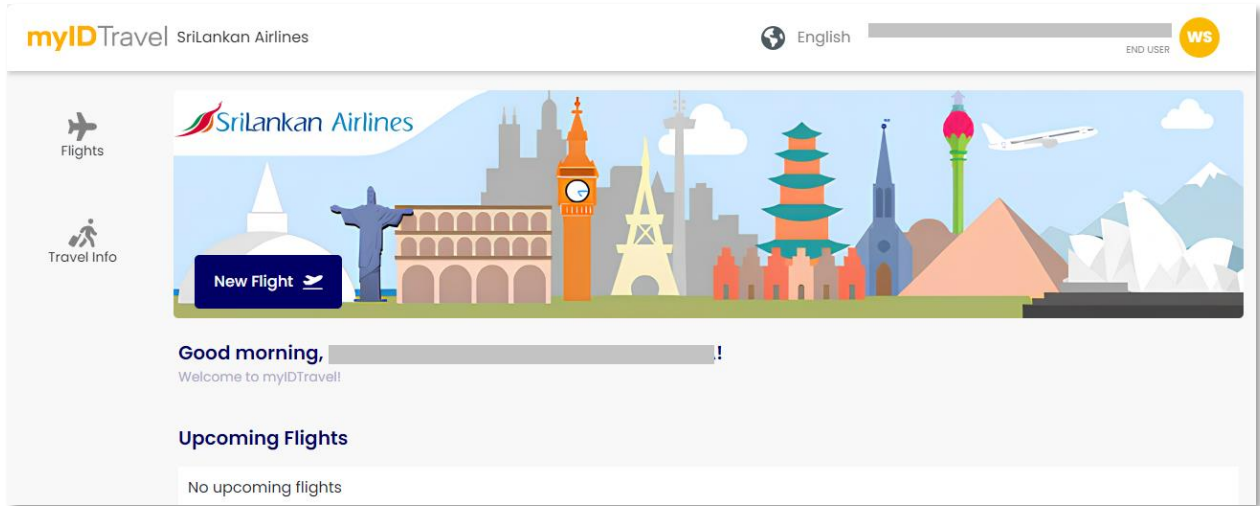 myIDTravel SriLankan Airlines English
END USER WS
Flights
Travel Info
SriLankan Airlines
New Flight
Good morning, !
Welcome to myIDTravel!
Upcoming Flights
No upcoming flights